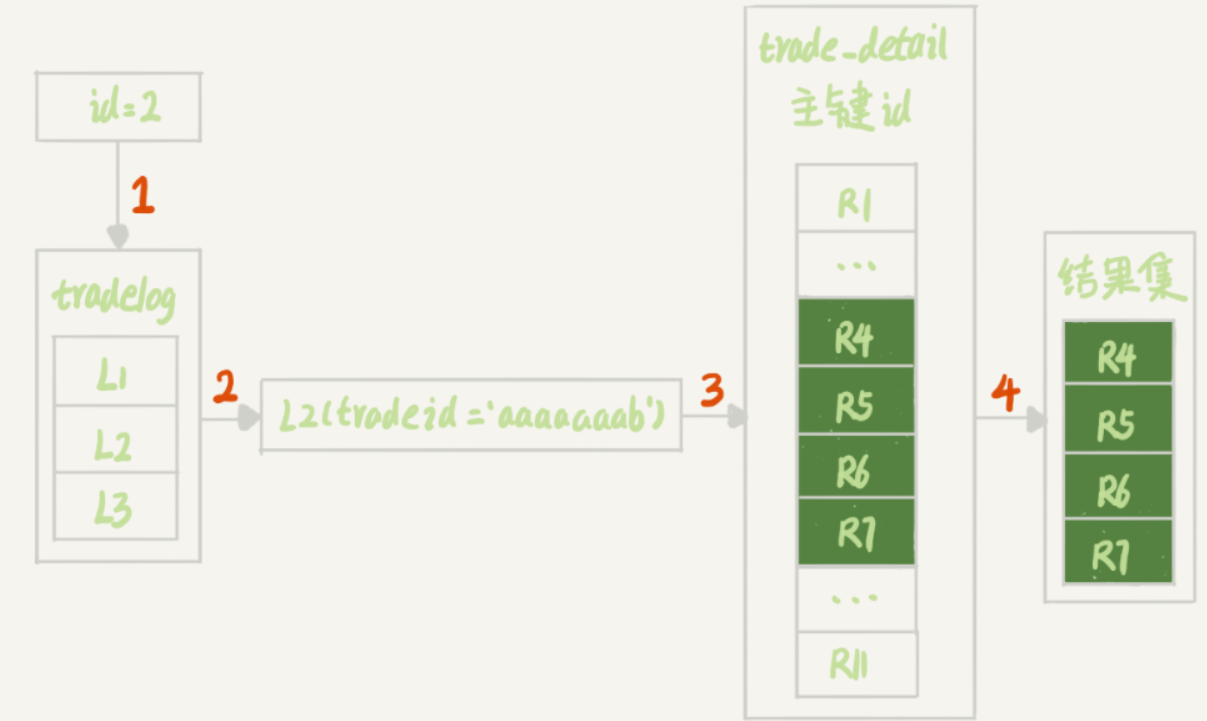 id=2
1
tradelog
L1
L2
L3
2
L2(tradeid='aaaaaaab')
3
trade_detail
主键id
R1
...
R4
R5
R6
R7
...
R11
4
结果集
R4
R5
R6
R7